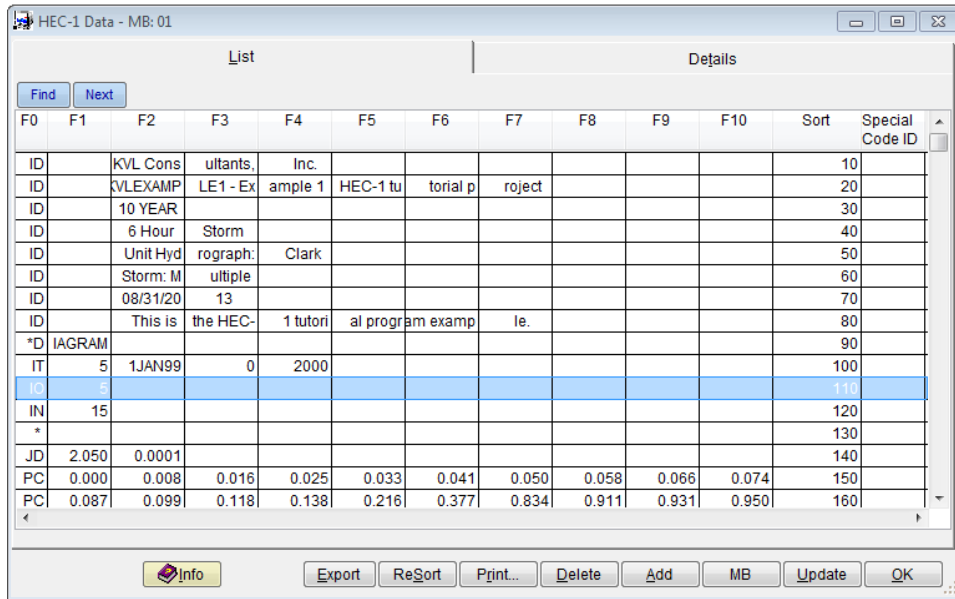 HEC-1 Data - MB: 01
List Details
Find Next
F0 F1 F2 F3 F4 F5 F6 F7 F8 F9 F10 Sort Special
Code ID
ID KVL Cons ultants, Inc. 10
ID KVLEXAMP LE1 - Ex ample 1 HEC-1 tu torial p roject 20
ID 10 YEAR 30
ID 6 Hour Storm 40
ID Unit Hyd rograph: Clark 50
ID Storm: M ultiple 60
ID 08/31/20 13 70
ID This is the HEC- 1 tutori al progr am examp le. 80
*D IAGRAM 90
IT 5 1JAN99 0 2000 100
IO 5 110
IN 15 120
* 130
JD 2.050 0.0001 140
PC 0.000 0.008 0.016 0.025 0.033 0.041 0.050 0.058 0.066 0.074 150
PC 0.087 0.099 0.118 0.138 0.216 0.377 0.834 0.911 0.931 0.950 160
Info Export ReSort Print... Delete Add MB Update OK